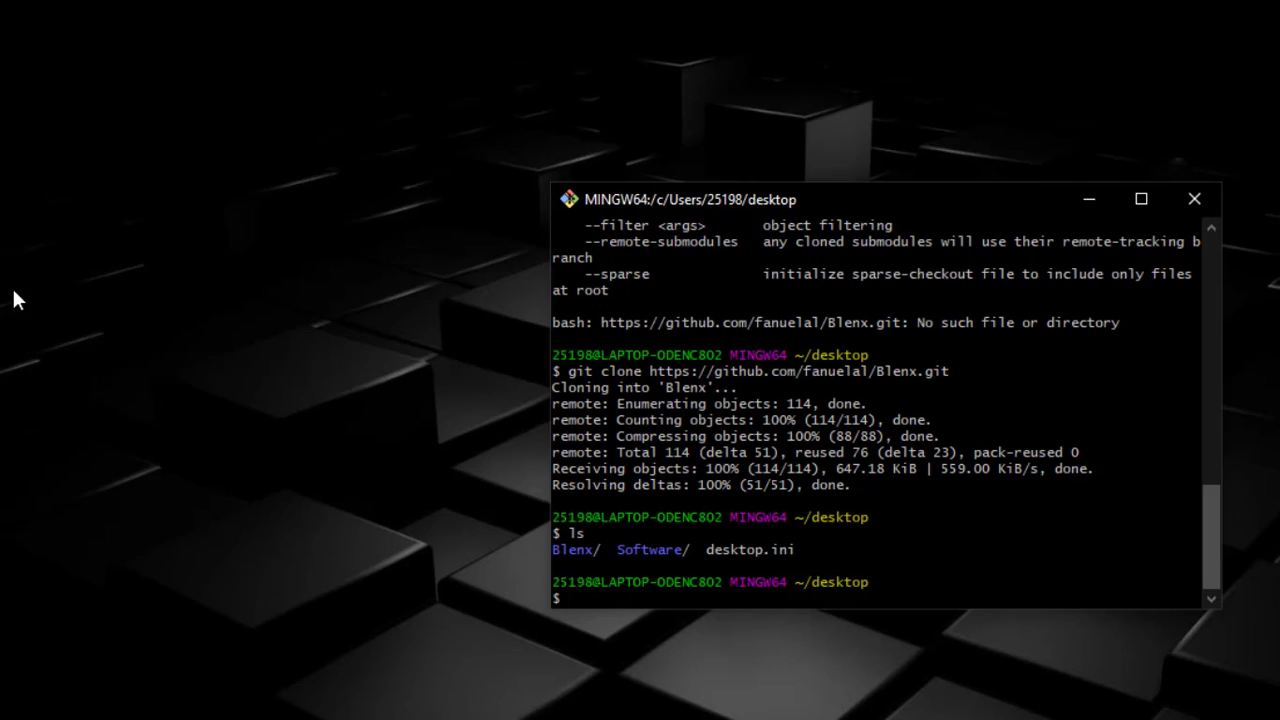 MINGW64:/c/Users/25198/desktop
--filter <args>       object filtering
--remote-submodules   any cloned submodules will use their remote-tracking b
ranch
--sparse              initialize sparse-checkout file to include only files
at root
bash: https://github.com/fanuelal/Blenx.git: No such file or directory
25198@LAPTOP-ODENC8O2 MINGW64 ~/desktop
$ git clone https://github.com/fanuelal/Blenx.git
Cloning into 'Blenx'...
remote: Enumerating objects: 114, done.
remote: Counting objects: 100% (114/114), done.
remote: Compressing objects: 100% (88/88), done.
remote: Total 114 (delta 51), reused 76 (delta 23), pack-reused 0
Receiving objects: 100% (114/114), 647.18 KiB | 559.00 KiB/s, done.
Resolving deltas: 100% (51/51), done.
25198@LAPTOP-ODENC8O2 MINGW64 ~/desktop
$ ls
Blenx/  Software/  desktop.ini
25198@LAPTOP-ODENC8O2 MINGW64 ~/desktop
$